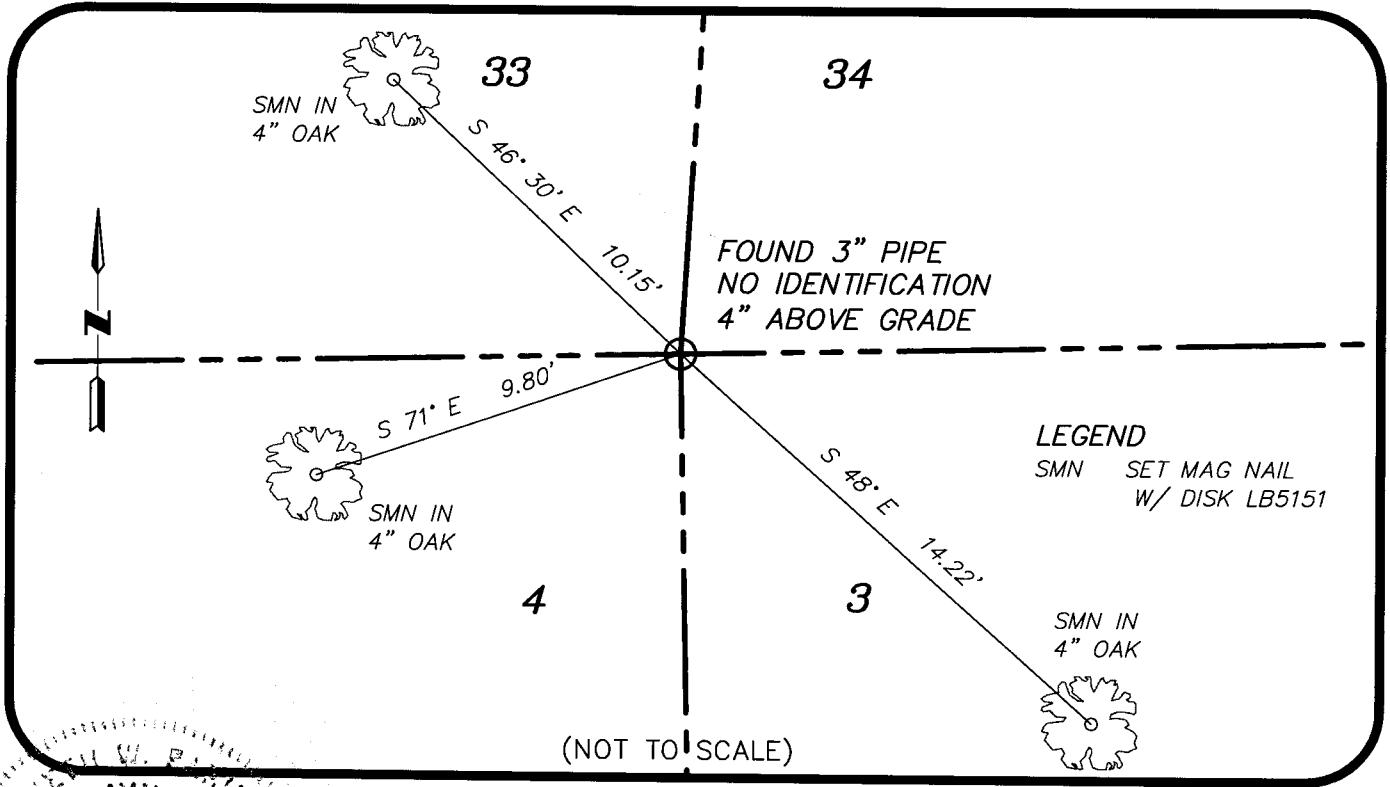 33
34
SMN IN
4" OAK
S 46° 30' E 10.15'
FOUND 3" PIPE
NO IDENTIFICATION
4" ABOVE GRADE
N
S 71° E 9.80'
SMN IN
4" OAK
LEGEND
SMN SET MAG NAIL
W/ DISK LB5151
S 48° E 14.22'
4
3
SMN IN
4" OAK
(NOT TO SCALE)